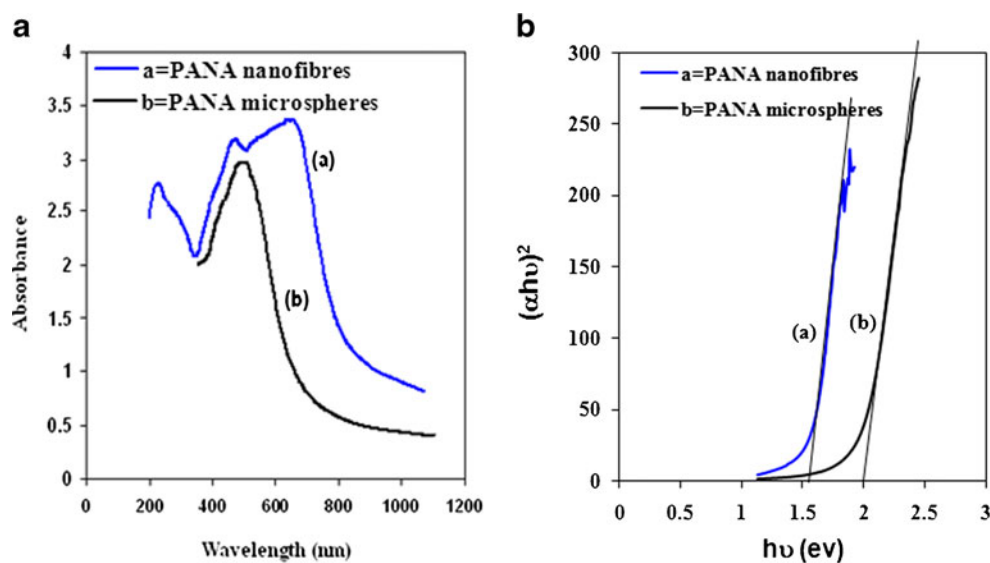 a
4
3.5
3
2.5
2
1.5
1
0.5
0
a=PANA nanofibres
b=PANA microspheres
(a)
(b)
Absorbance
0 200 400 600 800 1000 1200
Wavelength (nm)
b
300
250
200
150
100
50
0
a=PANA nanofibres
b=PANA microspheres
(a)
(b)
(αhυ)²
0 0.5 1 1.5 2 2.5 3
hυ (ev)